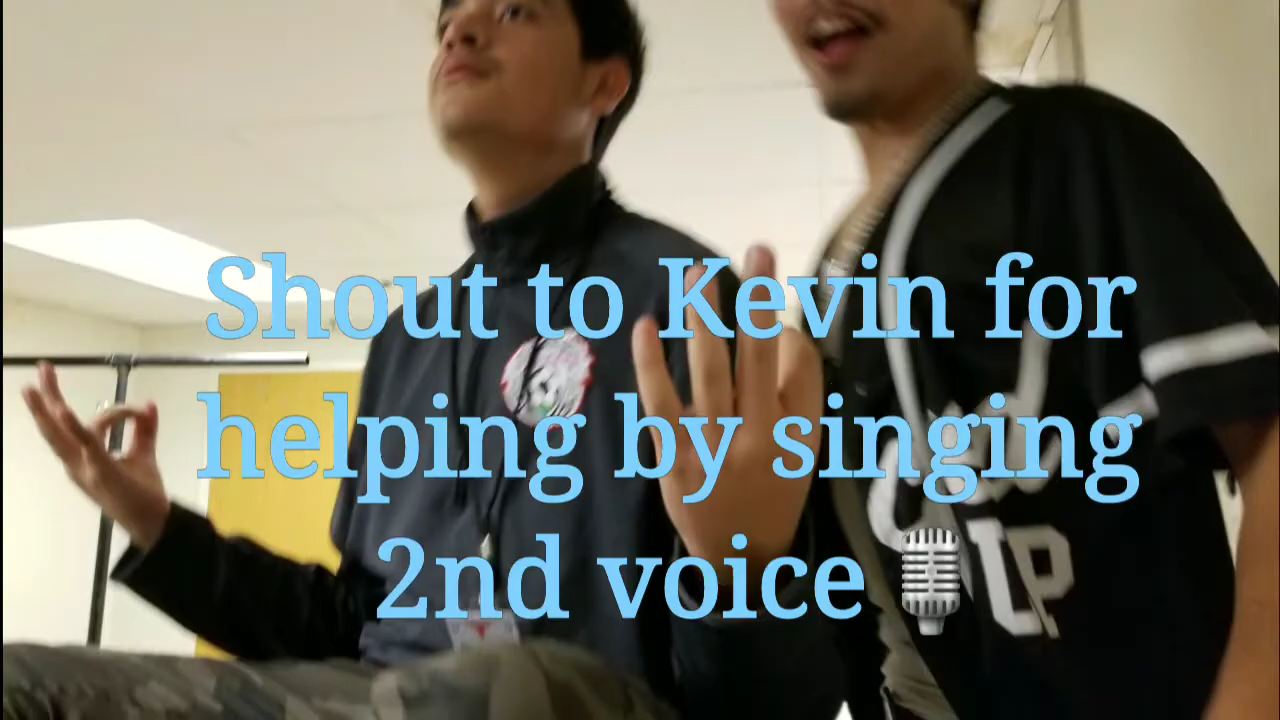 Shout to Kevin for
helping by singing
2nd voice🎙️